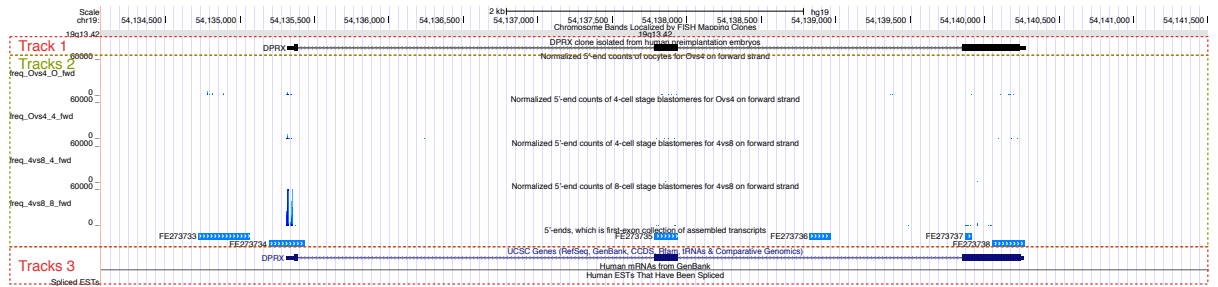 Scale 2 kb hg19
chr19: 54,134,500 54,135,000 54,135,500 54,136,000 54,136,500 54,137,000 54,137,500 54,138,000 54,138,500 54,139,000 54,139,500 54,140,000 54,140,500 54,141,000 54,141,500
Chromosome Bands Localized by FISH Mapping Clones
19q13.42 19q13.42
Track 1 DPRX clone isolated from human preimplantation embryos
DPRX
Tracks 2 Normalized 5'-end counts of oocytes for Ovs4 on forward strand
60000
freq_Ovs4_O_fwd
0
Normalized 5'-end counts of 4-cell stage blastomeres for Ovs4 on forward strand
60000
freq_Ovs4_4_fwd
0
Normalized 5'-end counts of 4-cell stage blastomeres for 4vs8 on forward strand
60000
freq_4vs8_4_fwd
0
Normalized 5'-end counts of 8-cell stage blastomeres for 4vs8 on forward strand
60000
freq_4vs8_8_fwd
0
5'-ends, which is first-exon collection of assembled transcripts
FE273733 FE273735 FE273736 FE273737
FE273734 FE273738
UCSC Genes (RefSeq, GenBank, CCDS, Rfam, tRNAs & Comparative Genomics)
Tracks 3 DPRX
Human mRNAs from GenBank
Human ESTs That Have Been Spliced
Spliced ESTs